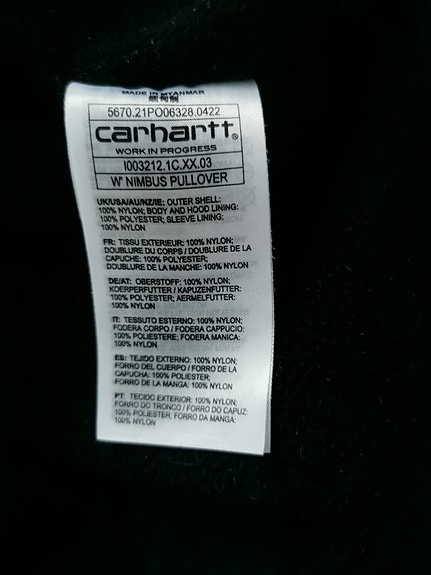 MADE IN MYANMAR
緬甸制
5670.21PO06328.0422
carhartt®
WORK IN PROGRESS
I003212.1C.XX.03
W' NIMBUS PULLOVER
UK/USA/AU/NZ/IE: OUTER SHELL:
100% NYLON; BODY AND HOOD LINING:
100% POLYESTER; SLEEVE LINING:
100% NYLON
FR: TISSU EXTERIEUR: 100% NYLON;
DOUBLURE DU CORPS / DOUBLURE DE LA
CAPUCHE: 100% POLYESTER;
DOUBLURE DE LA MANCHE: 100% NYLON
DE/AT: OBERSTOFF: 100% NYLON;
KOERPERFUTTER / KAPUZENFUTTER:
100% POLYESTER; AERMELFUTTER:
100% NYLON
IT: TESSUTO ESTERNO: 100% NYLON;
FODERA CORPO / FODERA CAPPUCIO:
100% POLIESTERE; FODERA MANICA:
100% NYLON
ES: TEJIDO EXTERNO: 100% NYLON;
FORRO DEL CUERPO / FORRO DE LA
CAPUCHA: 100% POLIESTER;
FORRO DE LA MANGA: 100% NYLON
PT: TECIDO EXTERIOR: 100% NYLON;
FORRO DO TRONCO / FORRO DO CAPUZ:
100% POLIESTER; FORRO DA MANGA:
100% NYLON